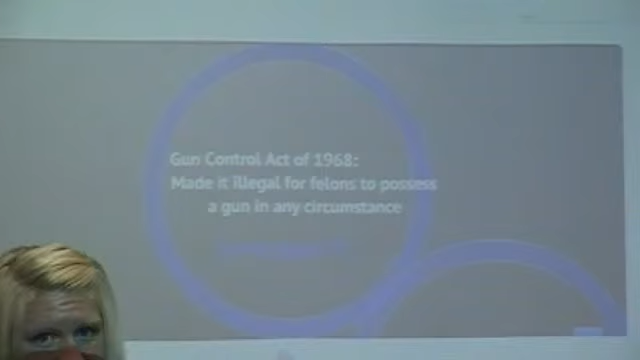 Gun Control Act of 1968:
Made it illegal for felons to possess
a gun in any circumstance